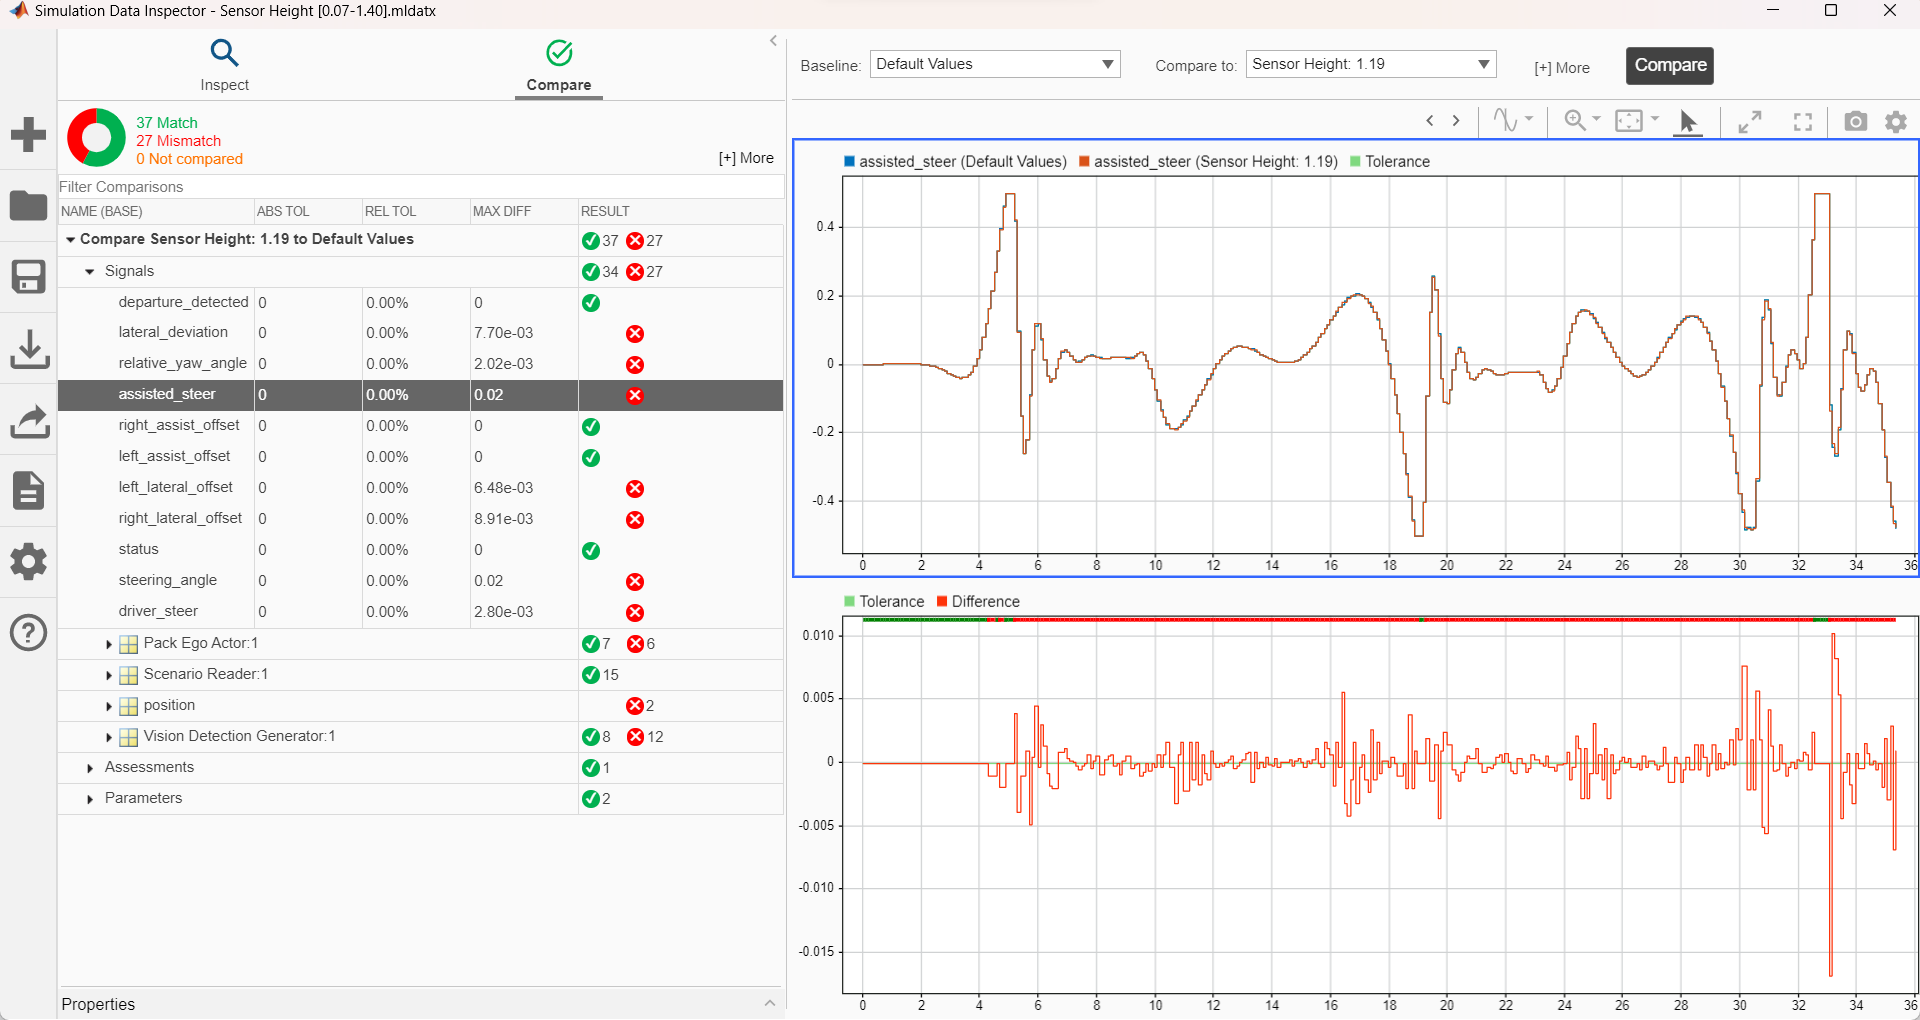 Simulation Data Inspector - Sensor Height [0.07-1.40].mldatx
Inspect
Compare
37 Match
27 Mismatch
0 Not compared
[+] More
Filter Comparisons
NAME (BASE) ABS TOL REL TOL MAX DIFF RESULT
Compare Sensor Height: 1.19 to Default Values 37 27
Signals 34 27
departure_detected 0 0.00% 0
lateral_deviation 0 0.00% 7.70e-03
relative_yaw_angle 0 0.00% 2.02e-03
assisted_steer 0 0.00% 0.02
right_assist_offset 0 0.00% 0
left_assist_offset 0 0.00% 0
left_lateral_offset 0 0.00% 6.48e-03
right_lateral_offset 0 0.00% 8.91e-03
status 0 0.00% 0
steering_angle 0 0.00% 0.02
driver_steer 0 0.00% 2.80e-03
Pack Ego Actor:1 7 6
Scenario Reader:1 15
position 2
Vision Detection Generator:1 8 12
Assessments 1
Parameters 2
Properties
Baseline: Default Values Compare to: Sensor Height: 1.19 [+] More Compare
assisted_steer (Default Values) assisted_steer (Sensor Height: 1.19) Tolerance
0.4
0.2
0
-0.2
-0.4
0 2 4 6 8 10 12 14 16 18 20 22 24 26 28 30 32 34 36
Tolerance Difference
0.010
0.005
0
-0.005
-0.010
-0.015
0 2 4 6 8 10 12 14 16 18 20 22 24 26 28 30 32 34 36